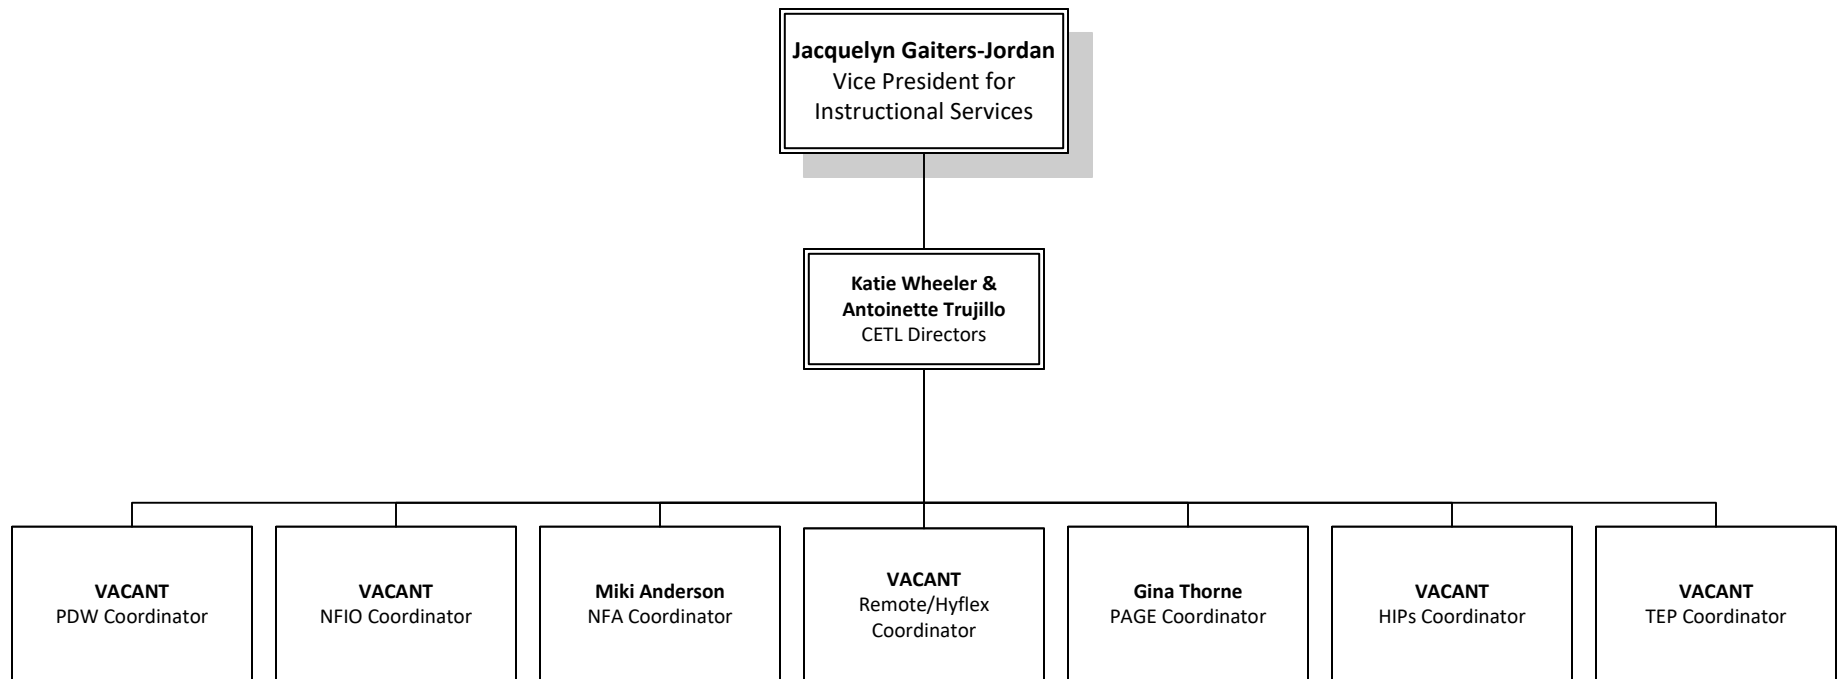 Jacquelyn Gaiters-Jordan
Vice President for
Instructional Services
Katie Wheeler &
Antoinette Trujillo
CETL Directors
VACANT
PDW Coordinator
VACANT
NFIO Coordinator
Miki Anderson
NFA Coordinator
VACANT
Remote/Hyflex
Coordinator
Gina Thorne
PAGE Coordinator
VACANT
HIPs Coordinator
VACANT
TEP Coordinator